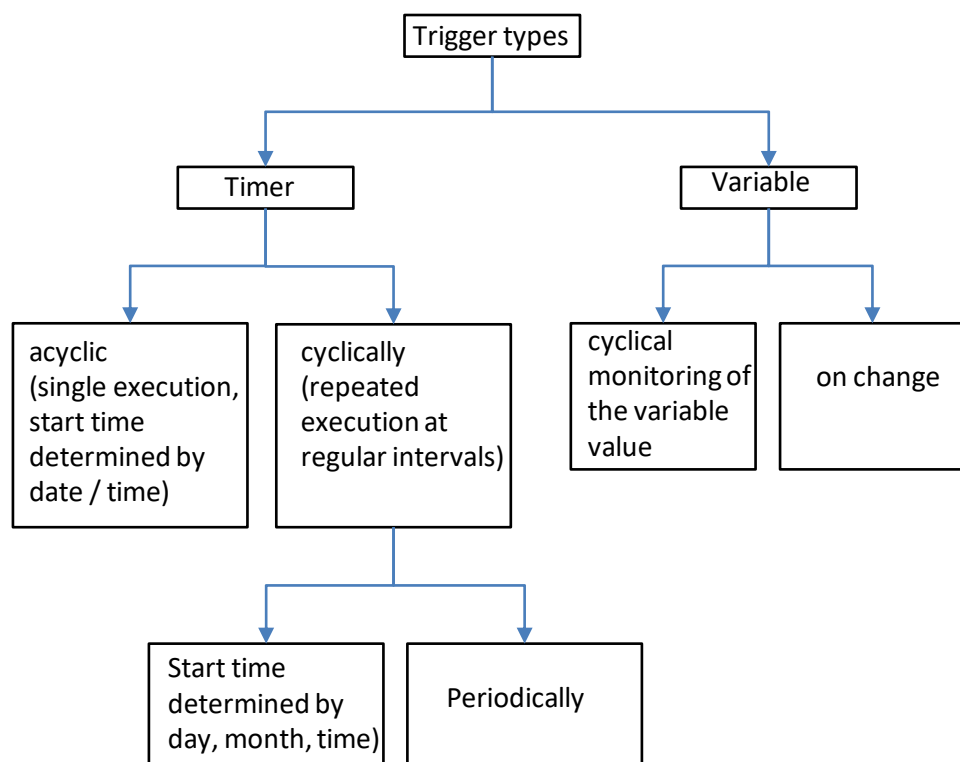 Trigger types
Timer
Variable
acyclic
(single execution,
start time
determined by
date / time)
cyclically
(repeated
execution at
regular intervals)
cyclical
monitoring of
the variable
value
on change
Start time
determined by
day, month, time)
Periodically